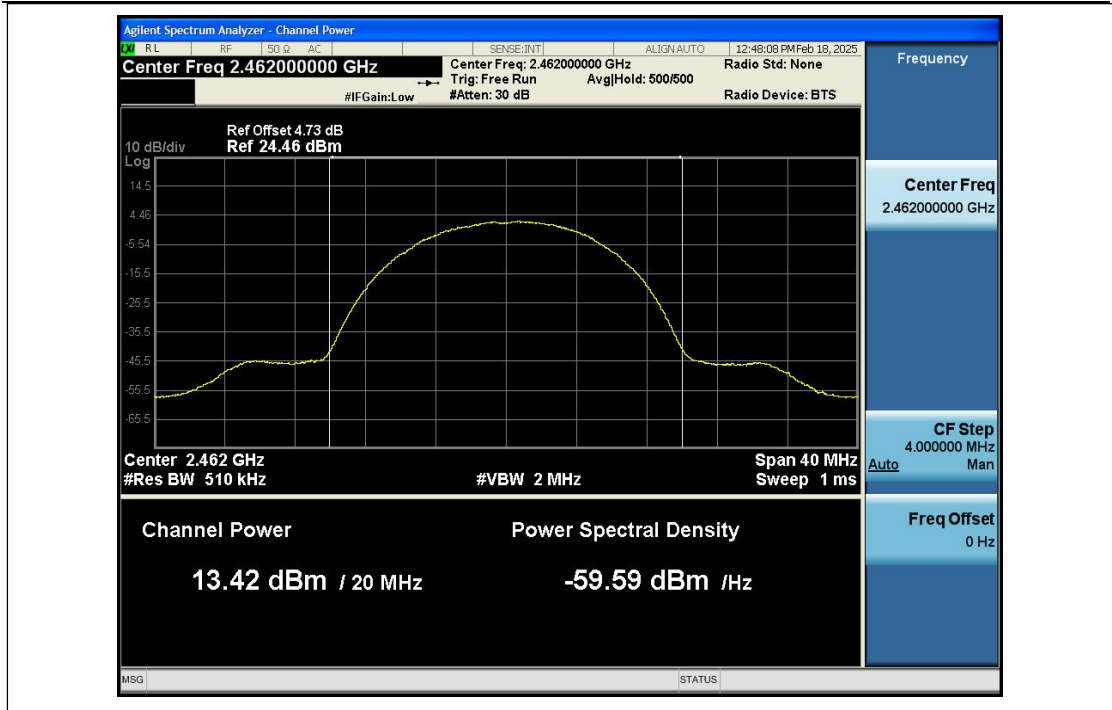 Agilent Spectrum Analyzer - Channel Power
LXI RL RF 50 Ω AC SENSE:INT ALIGNAUTO 12:48:08 PM Feb 18, 2025
Center Freq 2.462000000 GHz
Center Freq: 2.462000000 GHz Radio Std: None
Trig: Free Run Avg|Hold: 500/500
#IFGain:Low #Atten: 30 dB Radio Device: BTS
Ref Offset 4.73 dB
10 dB/div Ref 24.46 dBm
Log
14.5
4.46
-5.54
-15.5
-25.5
-35.5
-45.5
-55.5
-65.5
Center 2.462 GHz Span 40 MHz
#Res BW 510 kHz #VBW 2 MHz Sweep 1 ms
Channel Power Power Spectral Density
13.42 dBm / 20 MHz -59.59 dBm /Hz
MSG STATUS
Frequency
Center Freq
2.462000000 GHz
CF Step
4.000000 MHz
Auto Man
Freq Offset
0 Hz